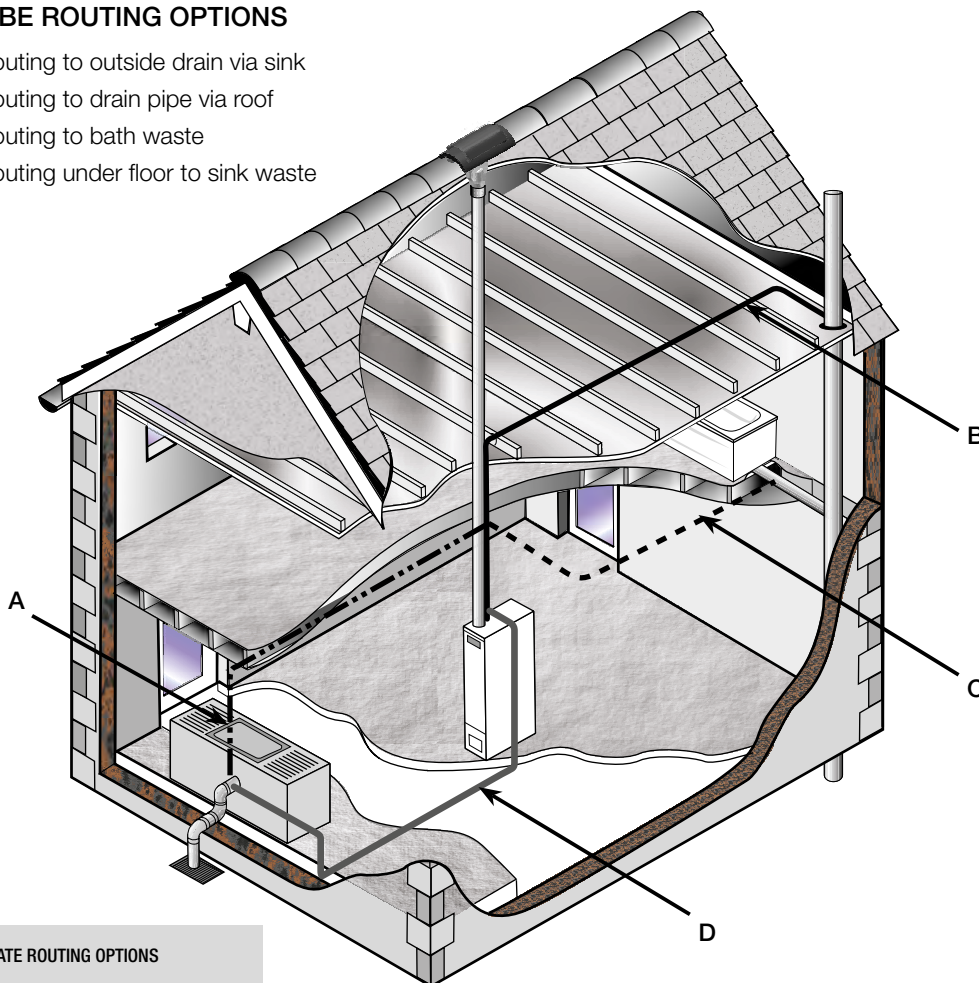 BE ROUTING OPTIONS
outing to outside drain via sink
outing to drain pipe via roof
outing to bath waste
outing under floor to sink waste
B
A
C
D
ATE ROUTING OPTIONS